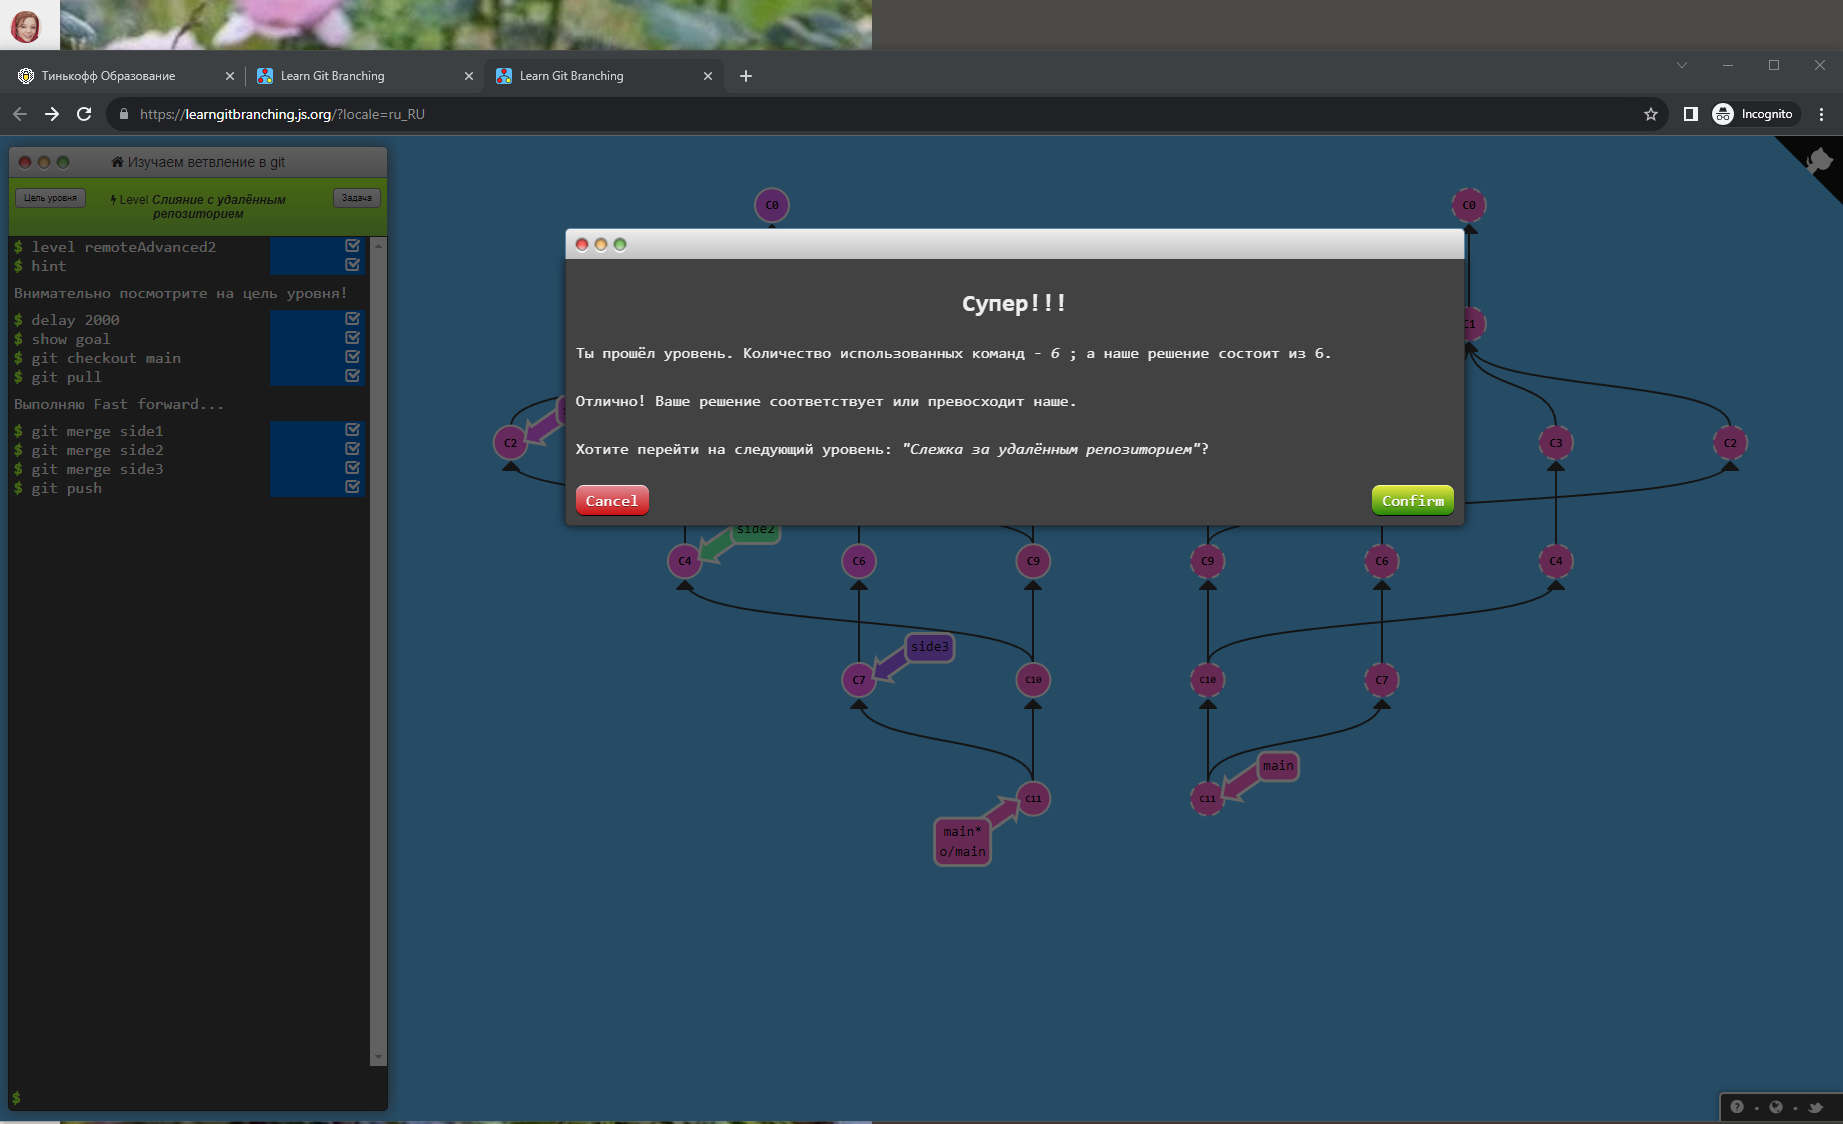 Тинькофф Образование
Learn Git Branching
Learn Git Branching
https://learngitbranching.js.org/?locale=ru_RU
Incognito
Изучаем ветвление в git
Цель уровня
Level Слияние с удалённым
репозиторием
Задача
$ level remoteAdvanced2
$ hint
Внимательно посмотрите на цель уровня!
$ delay 2000
$ show goal
$ git checkout main
$ git pull
Выполняю Fast forward...
$ git merge side1
$ git merge side2
$ git merge side3
$ git push
$
C0
C0
Супер!!!
Ты прошёл уровень. Количество использованных команд - 6 ; а наше решение состоит из 6.
Отлично! Ваше решение соответствует или превосходит наше.
Хотите перейти на следующий уровень: "Слежка за удалённым репозиторием"?
Cancel
Confirm
C1
C2
C3
C2
side2
C4
C6
C9
C9
C6
C4
side3
C7
C10
C10
C7
main
C11
C11
main*
o/main